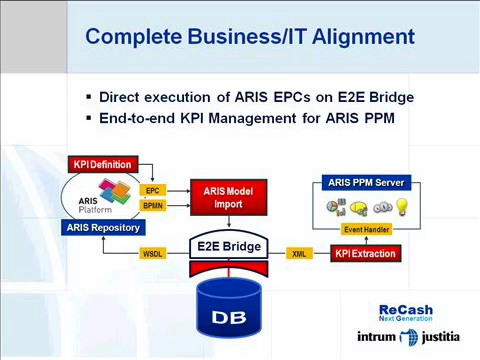 Complete Business/IT Alignment
Direct execution of ARIS EPCs on E2E Bridge
End-to-end KPI Management for ARIS PPM
KPI Definition
ARIS
Platform
EPC
BPMN
ARIS Repository
ARIS Model
Import
ARIS PPM Server
Event Handler
WSDL
E2E Bridge
XML
KPI Extraction
DB
ReCash
Next Generation
intrum justitia